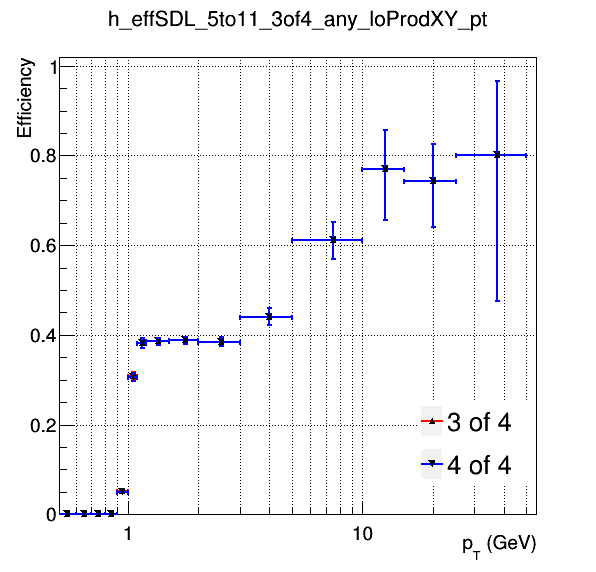 h_effSDL_5to11_3of4_any_loProdXY_pt
Efficiency
1
0.8
0.6
0.4
0.2
0
3 of 4
4 of 4
1
10
p_T (GeV)